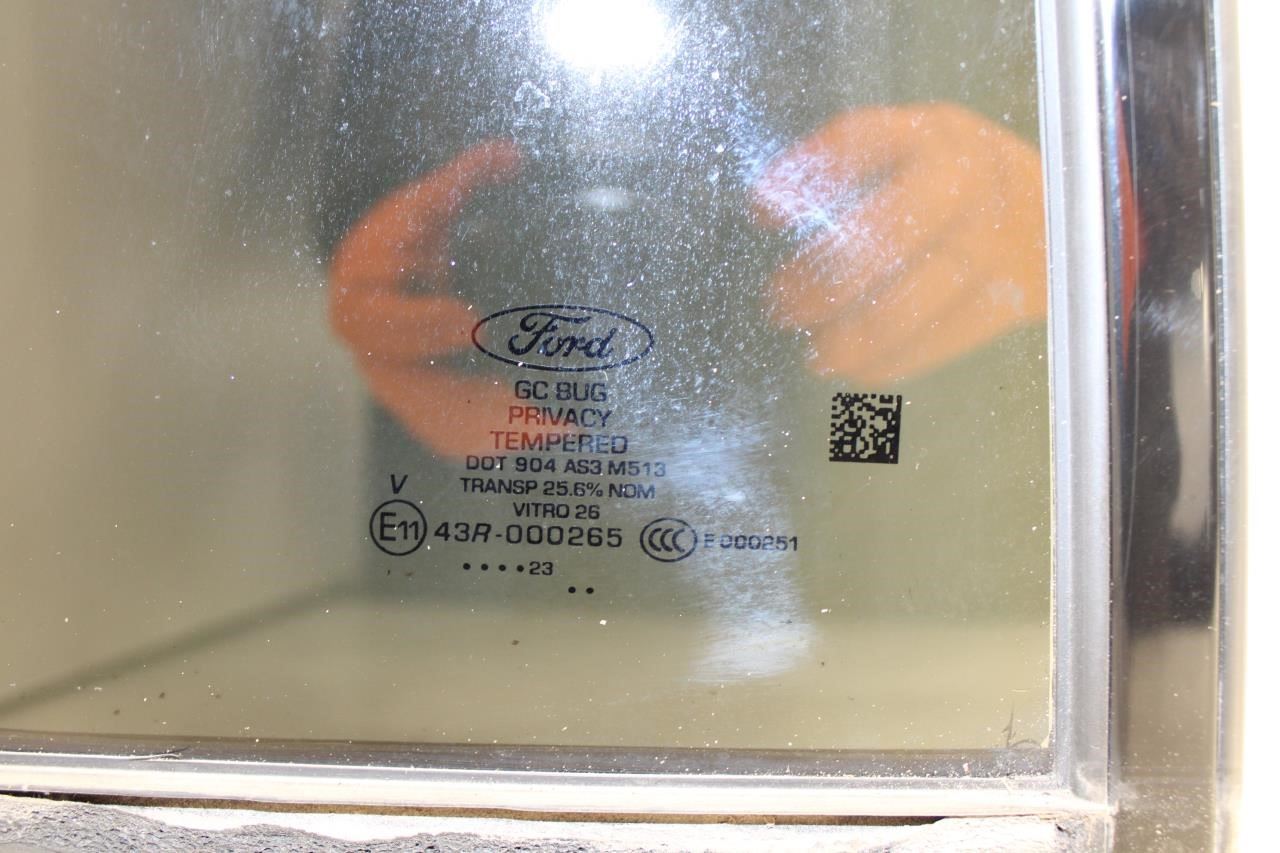 Ford
GC BUG
PRIVACY
TEMPERED
DOT 904 AS3 M513
TRANSP 25.6% NOM
V
VITRO 26
E11 43R-000265 CCC E000251
• • • • 23
• •